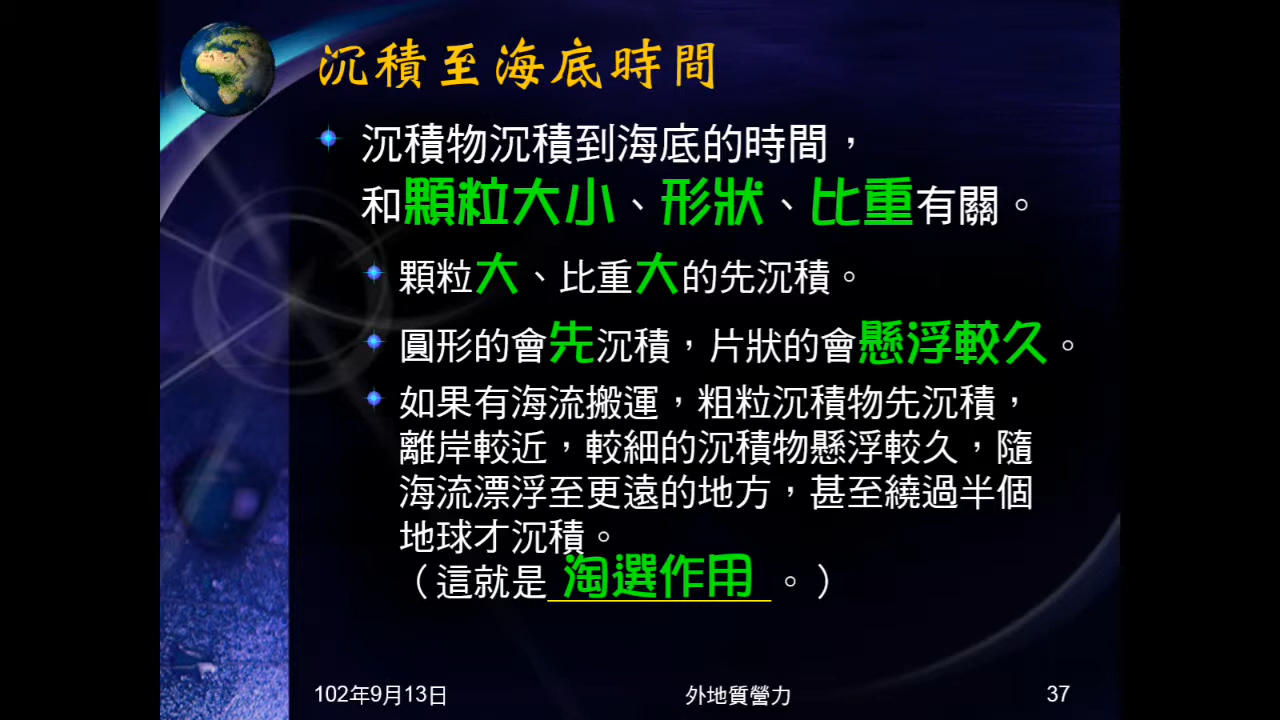 沉積至海底時間
沉積物沉積到海底的時間，
和顆粒大小、形狀、比重有關。
顆粒大、比重大的先沉積。
圓形的會先沉積，片狀的會懸浮較久。
如果有海流搬運，粗粒沉積物先沉積，
離岸較近，較細的沉積物懸浮較久，隨
海流漂浮至更遠的地方，甚至繞過半個
地球才沉積。
（這就是 淘選作用 。）
102年9月13日
外地質營力
37